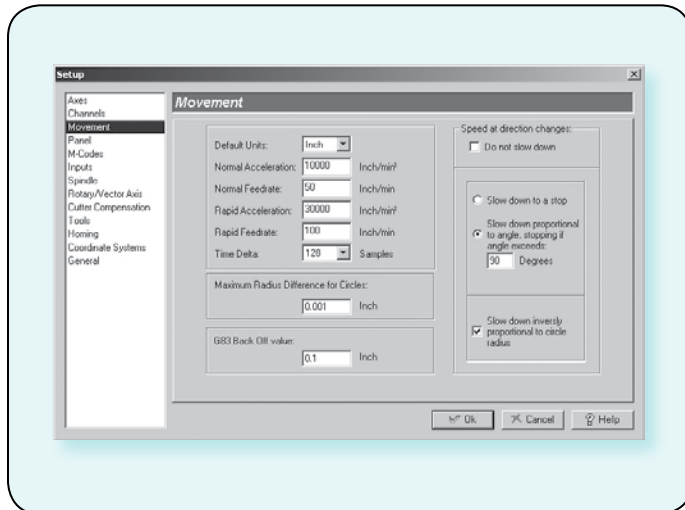 Setup
Axes
Channels
Movement
Panel
M-Codes
Inputs
Spindle
Rotary/Vector Axis
Cutter Compensation
Tools
Homing
Coordinate Systems
General
Movement
Default Units: Inch
Normal Acceleration: 10000 Inch/min²
Normal Feedrate: 50 Inch/min
Rapid Acceleration: 30000 Inch/min²
Rapid Feedrate: 100 Inch/min
Time Delta: 128 Samples
Maximum Radius Difference for Circles:
0.001 Inch
G83 Back Off value:
0.1 Inch
Speed at direction changes:
Do not slow down
Slow down to a stop
Slow down proportional
to angle, stopping if
angle exceeds:
90 Degrees
Slow down inversly
proportional to circle
radius
Ok
Cancel
Help